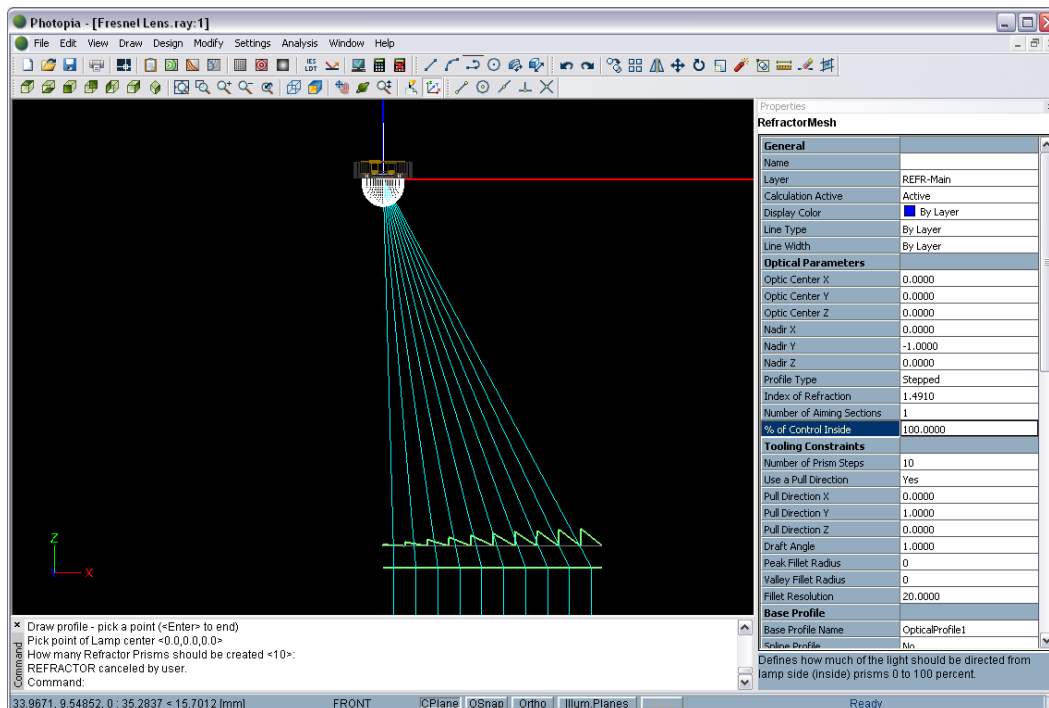 Photopia - [Fresnel Lens.ray:1]
File Edit View Draw Design Modify Settings Analysis Window Help
IES
LDT
Properties
RefractorMesh
General
Name
Layer REFR-Main
Calculation Active Active
Display Color By Layer
Line Type By Layer
Line Width By Layer
Optical Parameters
Optic Center X 0.0000
Optic Center Y 0.0000
Optic Center Z 0.0000
Nadir X 0.0000
Nadir Y -1.0000
Nadir Z 0.0000
Profile Type Stepped
Index of Refraction 1.4910
Number of Aiming Sections 1
% of Control Inside 100.0000
Tooling Constraints
Number of Prism Steps 10
Use a Pull Direction Yes
Pull Direction X 0.0000
Pull Direction Y 1.0000
Pull Direction Z 0.0000
Draft Angle 1.0000
Peak Fillet Radius 0
Valley Fillet Radius 0
Fillet Resolution 20.0000
Base Profile
Base Profile Name OpticalProfile1
Spline Profile No
Defines how much of the light should be directed from
lamp side (inside) prisms 0 to 100 percent.
Z
X
Command
Draw profile - pick a point (<Enter> to end)
Pick point of Lamp center <0.0,0.0,0.0>
How many Refractor Prisms should be created <10>:
REFRACTOR canceled by user.
Command:
33.9671, 9.54852, 0 : 35.2837 < 15.7012 [mm] FRONT CPlane OSnap Ortho Illum.Planes Ready